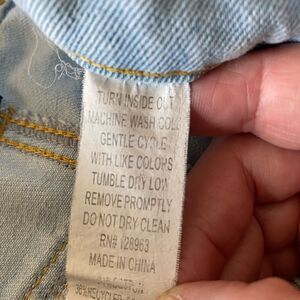 TURN INSIDE OUT
MACHINE WASH COLD
GENTLE CYCLE
WITH LIKE COLORS
TUMBLE DRY LOW
REMOVE PROMPTLY
DO NOT DRY CLEAN
RN# 128963
MADE IN CHINA